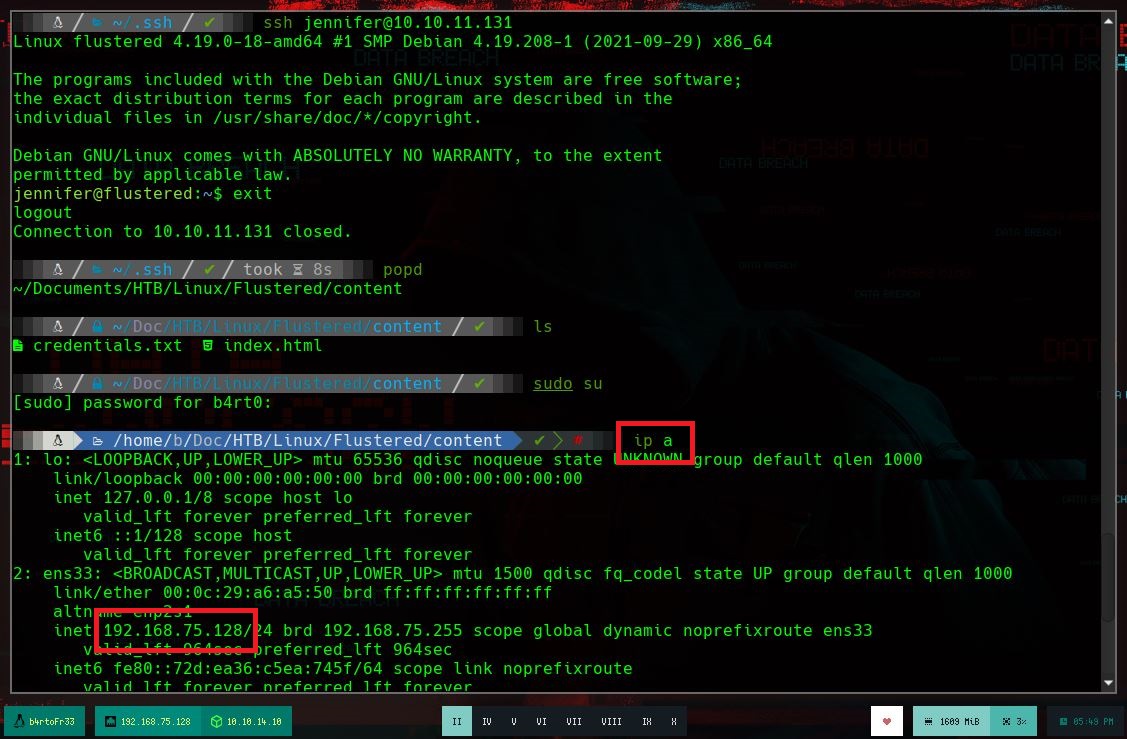 ~/.ssh / ✔ ssh jennifer@10.10.11.131
Linux flustered 4.19.0-18-amd64 #1 SMP Debian 4.19.208-1 (2021-09-29) x86_64
The programs included with the Debian GNU/Linux system are free software;
the exact distribution terms for each program are described in the
individual files in /usr/share/doc/*/copyright.
Debian GNU/Linux comes with ABSOLUTELY NO WARRANTY, to the extent
permitted by applicable law.
jennifer@flustered:~$ exit
logout
Connection to 10.10.11.131 closed.
~/.ssh / ✔ / took ⌛ 8s popd
~/Documents/HTB/Linux/Flustered/content
~/Doc/HTB/Linux/Flustered/content / ✔ ls
credentials.txt index.html
~/Doc/HTB/Linux/Flustered/content / ✔ sudo su
[sudo] password for b4rt0:
/home/b/Doc/HTB/Linux/Flustered/content ✔ # ip a
1: lo: <LOOPBACK,UP,LOWER_UP> mtu 65536 qdisc noqueue state UNKNOWN group default qlen 1000
link/loopback 00:00:00:00:00:00 brd 00:00:00:00:00:00
inet 127.0.0.1/8 scope host lo
valid_lft forever preferred_lft forever
inet6 ::1/128 scope host
valid_lft forever preferred_lft forever
2: ens33: <BROADCAST,MULTICAST,UP,LOWER_UP> mtu 1500 qdisc fq_codel state UP group default qlen 1000
link/ether 00:0c:29:a6:a5:50 brd ff:ff:ff:ff:ff:ff
altname enp2s1
inet 192.168.75.128/24 brd 192.168.75.255 scope global dynamic noprefixroute ens33
valid_lft 964sec preferred_lft 964sec
inet6 fe80::72d:ea36:c5ea:745f/64 scope link noprefixroute
valid_lft forever preferred_lft forever
b4rtoFr33 192.168.75.128 10.10.14.10 II IV V VI VII VIII IX X 1609 MiB 3% 05:49 PM
DATA BREACH
DATA BREACH
DATA BREACH
DATA BREACH